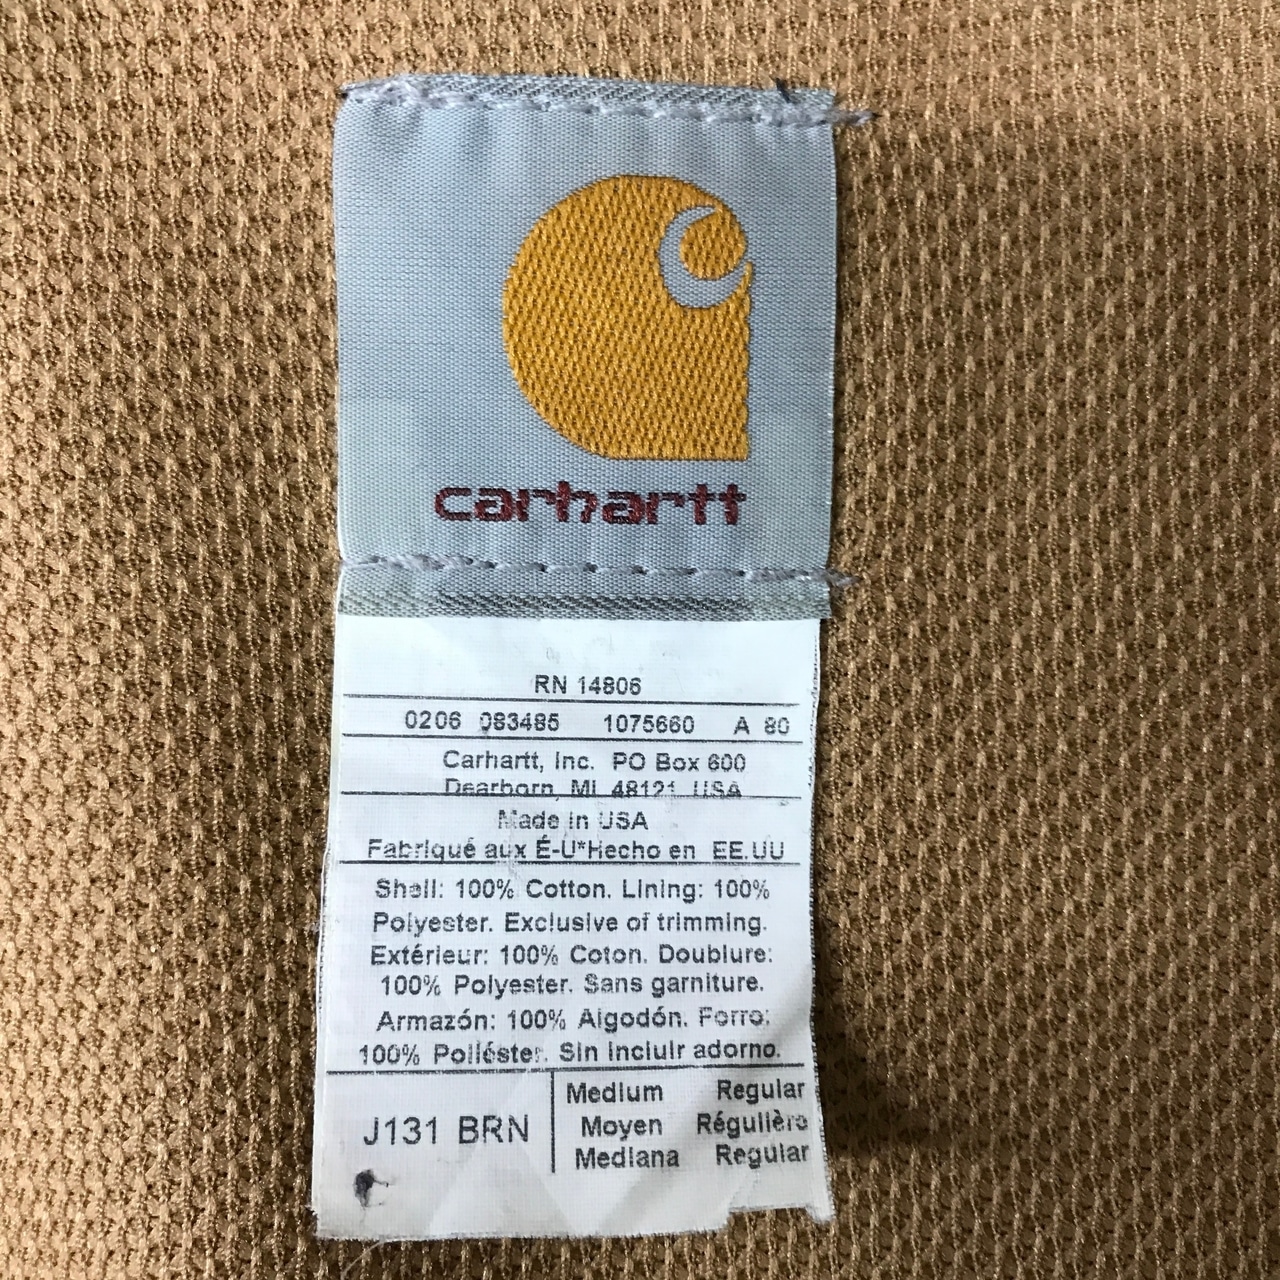 carhartt
RN 14806
0206 083485 1075660 A 80
Carhartt, Inc. PO Box 600
Dearborn, MI 48121 USA
Made in USA
Fabriqué aux É-U*Hecho en EE.UU
Shell: 100% Cotton. Lining: 100%
Polyester. Exclusive of trimming.
Extérieur: 100% Coton. Doublure:
100% Polyester. Sans garniture.
Armazón: 100% Algodón. Forro:
100% Poliéster. Sin incluir adorno.
J131 BRN
Medium Regular
Moyen Régulière
Mediana Regular